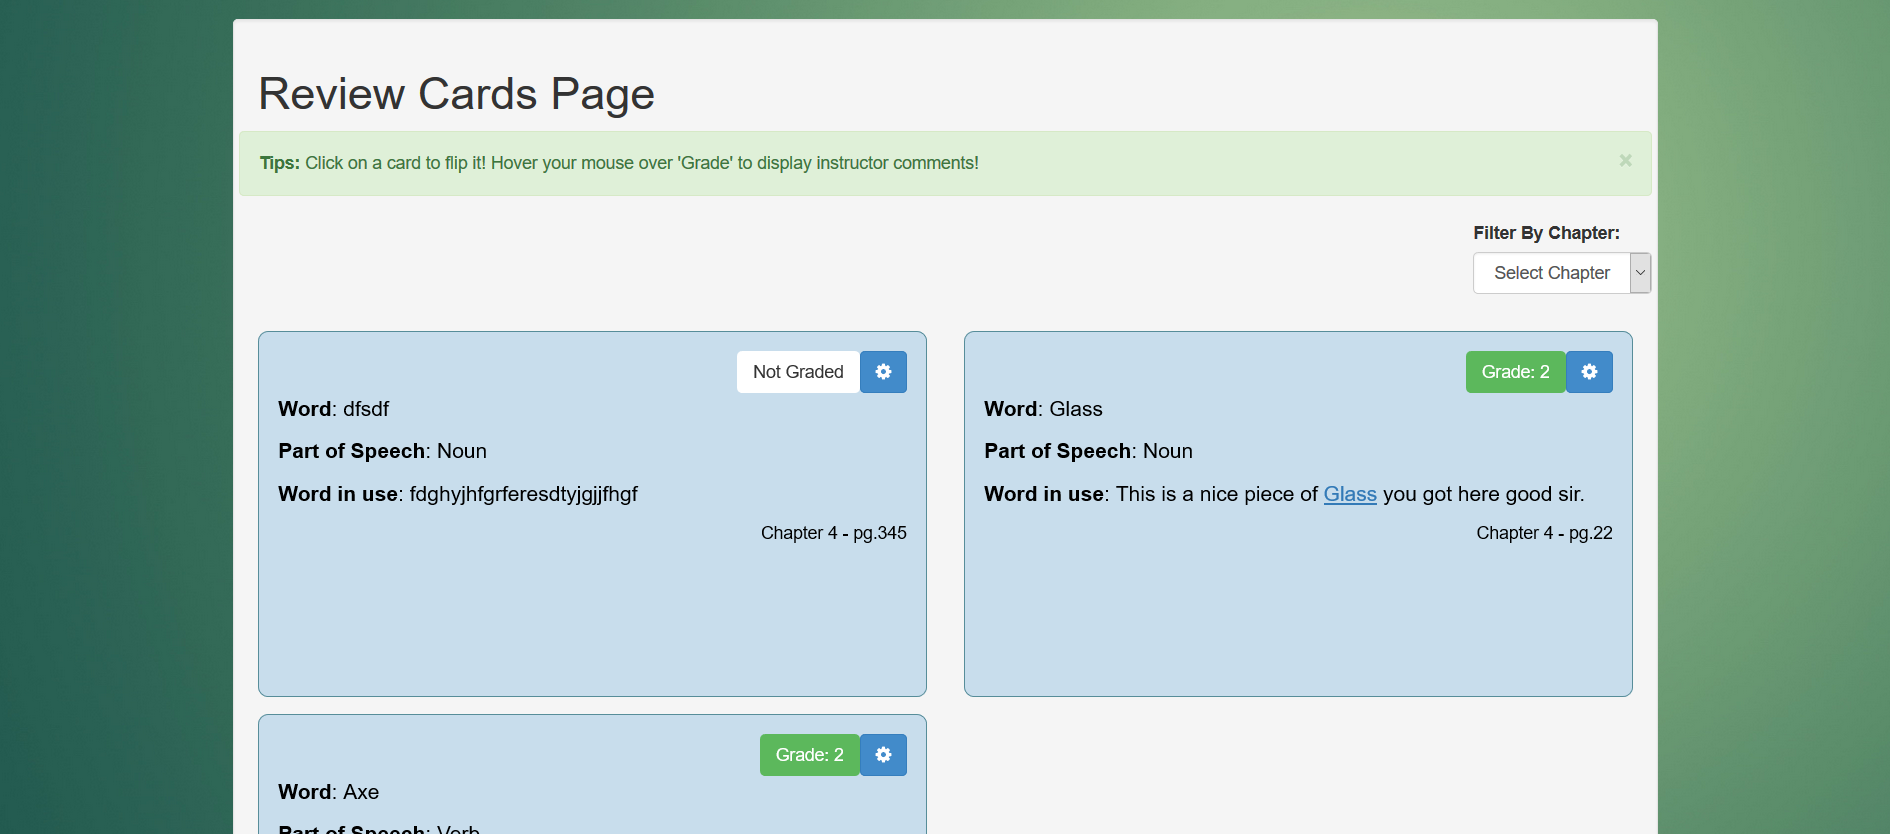 Review Cards Page
Tips: Click on a card to flip it! Hover your mouse over 'Grade' to display instructor comments!
×
Filter By Chapter:
Select Chapter
Not Graded
Word: dfsdf
Part of Speech: Noun
Word in use: fdghyjhfgrferesdtyjgjjfhgf
Chapter 4 - pg.345
Grade: 2
Word: Glass
Part of Speech: Noun
Word in use: This is a nice piece of Glass you got here good sir.
Chapter 4 - pg.22
Grade: 2
Word: Axe
Part of Speech: Verb